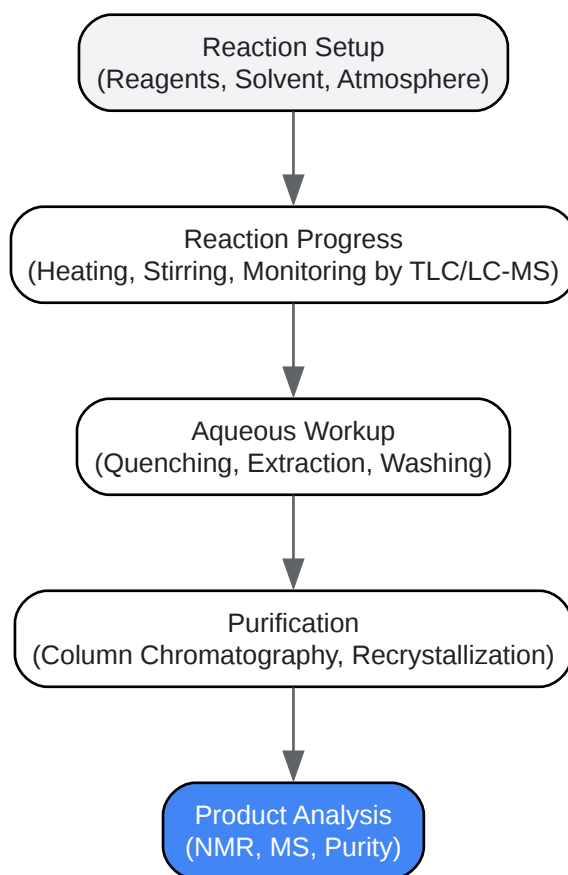 Reaction Setup
(Reagents, Solvent, Atmosphere)
Reaction Progress
(Heating, Stirring, Monitoring by TLC/LC-MS)
Aqueous Workup
(Quenching, Extraction, Washing)
Purification
(Column Chromatography, Recrystallization)
Product Analysis
(NMR, MS, Purity)